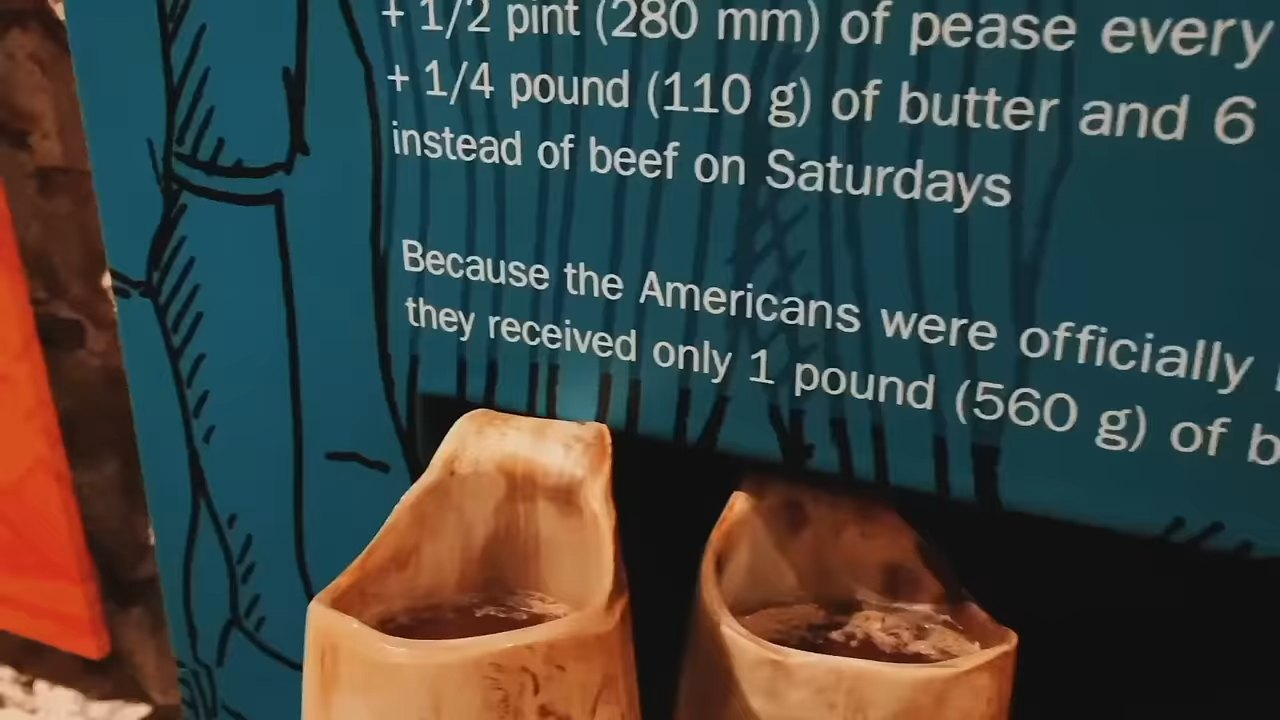 + 1/2 pint (280 mm) of pease every
+ 1/4 pound (110 g) of butter and 6
instead of beef on Saturdays
Because the Americans were officially
they received only 1 pound (560 g) of b